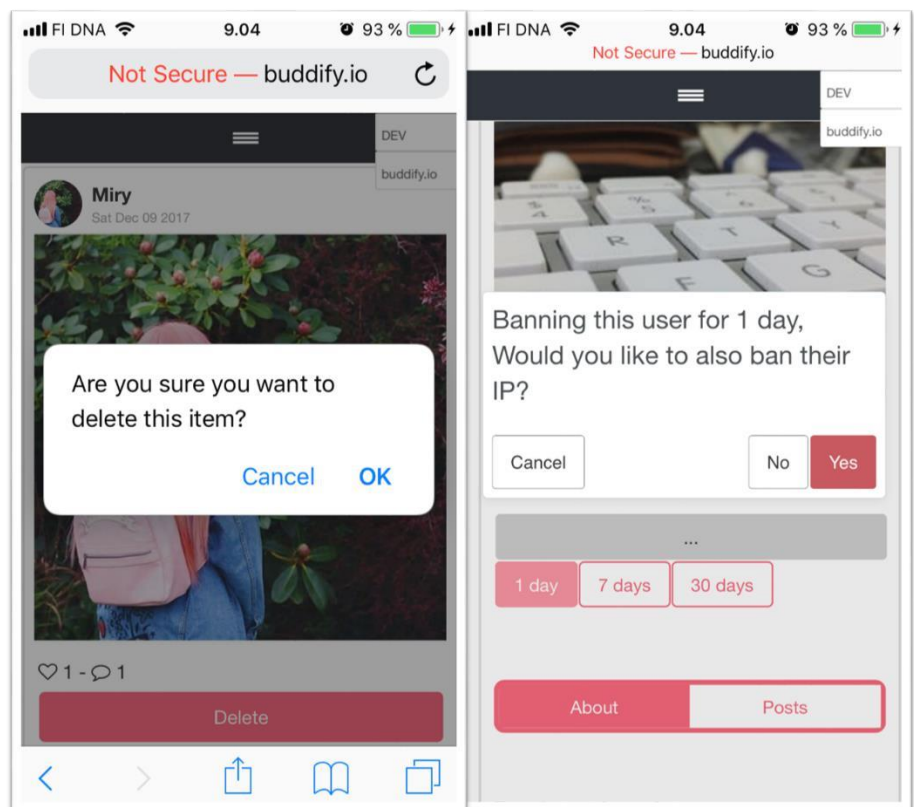 FI DNA 9.04 93 %
Not Secure — buddify.io
DEV
buddify.io
Miry
Sat Dec 09 2017
Are you sure you want to
delete this item?
Cancel OK
1 - 1
Delete
FI DNA 9.04 93 %
Not Secure — buddify.io
DEV
buddify.io
$ 4
% 5
6
R T Y
F G
Banning this user for 1 day,
Would you like to also ban their
IP?
Cancel No Yes
...
1 day 7 days 30 days
About Posts